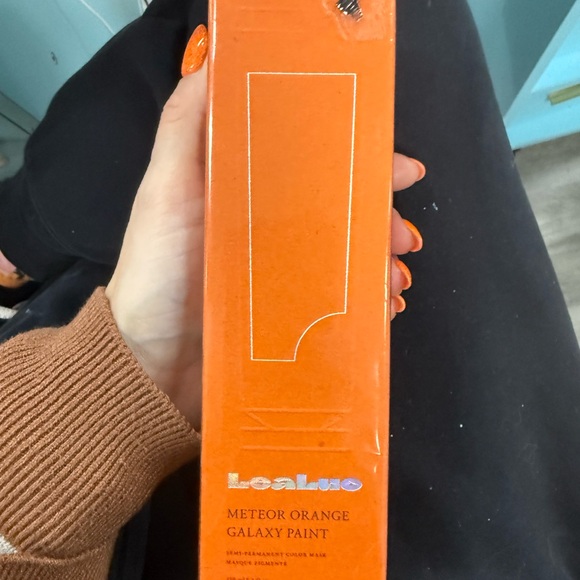 LeaLuo
METEOR ORANGE
GALAXY PAINT
SEMI-PERMANENT COLOR MASK
MASQUE PIGMENTÉ